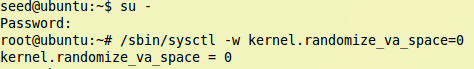 seed@ubuntu:~$ su -
Password:
root@ubuntu:~# /sbin/sysctl -w kernel.randomize_va_space=0
kernel.randomize_va_space = 0